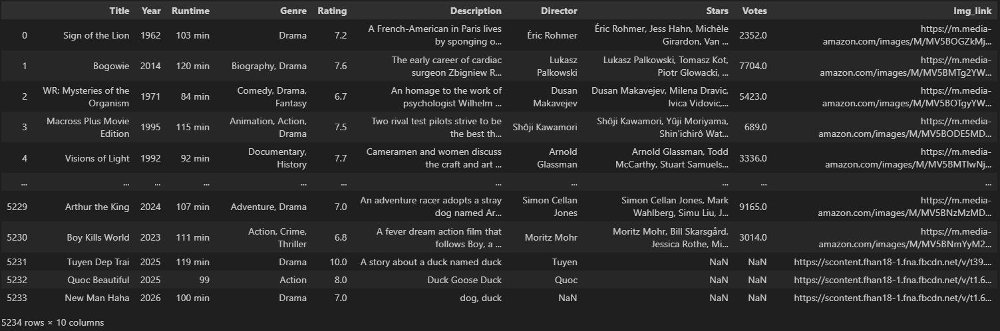 Title Year Runtime Genre Rating Description Director Stars Votes Img_link
0 Sign of the Lion 1962 103 min Drama 7.2 A French-American in Paris lives by sponging o... Éric Rohmer Éric Rohmer, Jess Hahn, Michèle Girardon, Van ... 2352.0 https://m.media-amazon.com/images/M/MV5BOGZkMj...
1 Bogowie 2014 120 min Biography, Drama 7.6 The early career of cardiac surgeon Zbigniew R... Lukasz Palkowski Lukasz Palkowski, Tomasz Kot, Piotr Glowacki, ... 7704.0 https://m.media-amazon.com/images/M/MV5BMTg2YW...
2 WR: Mysteries of the Organism 1971 84 min Comedy, Drama, Fantasy 6.7 An homage to the work of psychologist Wilhelm ... Dusan Makavejev Dusan Makavejev, Milena Dravic, Ivica Vidovic,... 5423.0 https://m.media-amazon.com/images/M/MV5BOTgyYW...
3 Macross Plus Movie Edition 1995 115 min Animation, Action, Drama 7.5 Two rival test pilots strive to be the best th... Shôji Kawamori Shôji Kawamori, Yûji Moriyama, Shin'ichirô Wat... 689.0 https://m.media-amazon.com/images/M/MV5BODE5MD...
4 Visions of Light 1992 92 min Documentary, History 7.7 Cameramen and women discuss the craft and art ... Arnold Glassman Arnold Glassman, Todd McCarthy, Stuart Samuels... 3336.0 https://m.media-amazon.com/images/M/MV5BMTIwNj...
... ... ... ... ... ... ... ... ... ... ...
5229 Arthur the King 2024 107 min Adventure, Drama 7.0 An adventure racer adopts a stray dog named Ar... Simon Cellan Jones Simon Cellan Jones, Mark Wahlberg, Simu Liu, J... 9165.0 https://m.media-amazon.com/images/M/MV5BNzMzMD...
5230 Boy Kills World 2023 111 min Action, Crime, Thriller 6.8 A fever dream action film that follows Boy, a ... Moritz Mohr Moritz Mohr, Bill Skarsgård, Jessica Rothe, Mi... 3014.0 https://m.media-amazon.com/images/M/MV5BNmYyM2...
5231 Tuyen Dep Trai 2025 119 min Drama 10.0 A story about a duck named duck Tuyen NaN NaN https://scontent.fhan18-1.fna.fbcdn.net/v/t39....
5232 Quoc Beautiful 2025 99 Action 8.0 Duck Goose Duck Quoc NaN NaN https://scontent.fhan18-1.fna.fbcdn.net/v/t1.6...
5233 New Man Haha 2026 100 min Drama 7.0 dog, duck NaN NaN NaN https://scontent.fhan18-1.fna.fbcdn.net/v/t1.6...
5234 rows × 10 columns